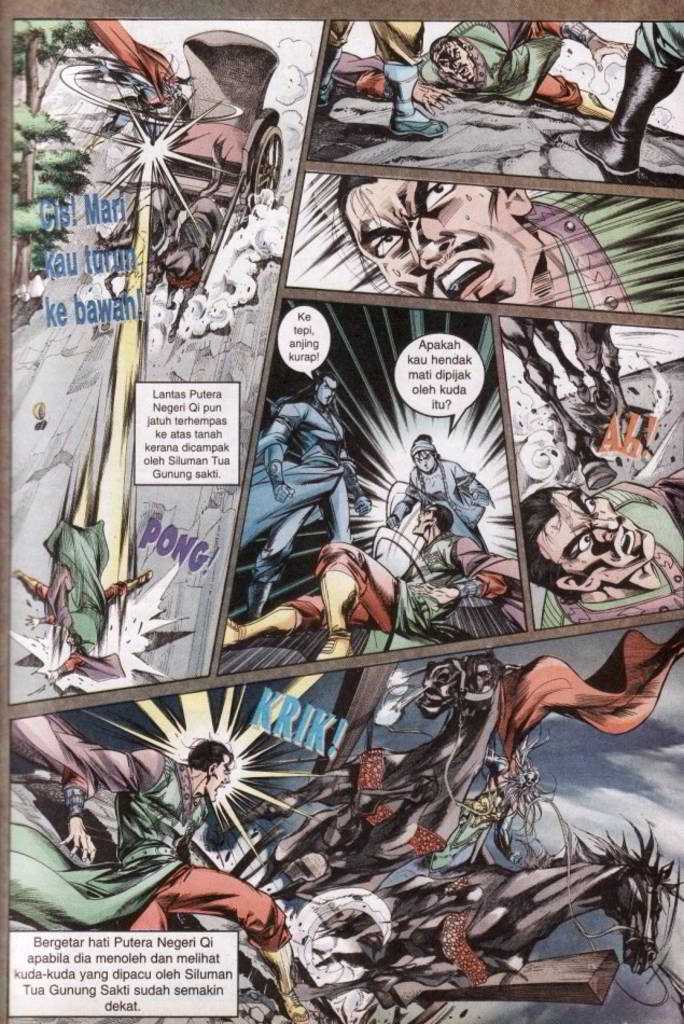 Cis! Mari
kau turun
ke bawah!
Lantas Putera
Negeri Qi pun
jatuh terhempas
ke atas tanah
kerana dicampak
oleh Siluman Tua
Gunung sakti.
PONG!
Ke
tepi,
anjing
kurap!
Apakah
kau hendak
mati dipijak
oleh kuda
itu?
AH!
KRIK!
Bergetar hati Putera Negeri Qi
apabila dia menoleh dan melihat
kuda-kuda yang dipacu oleh Siluman
Tua Gunung Sakti sudah semakin
dekat.